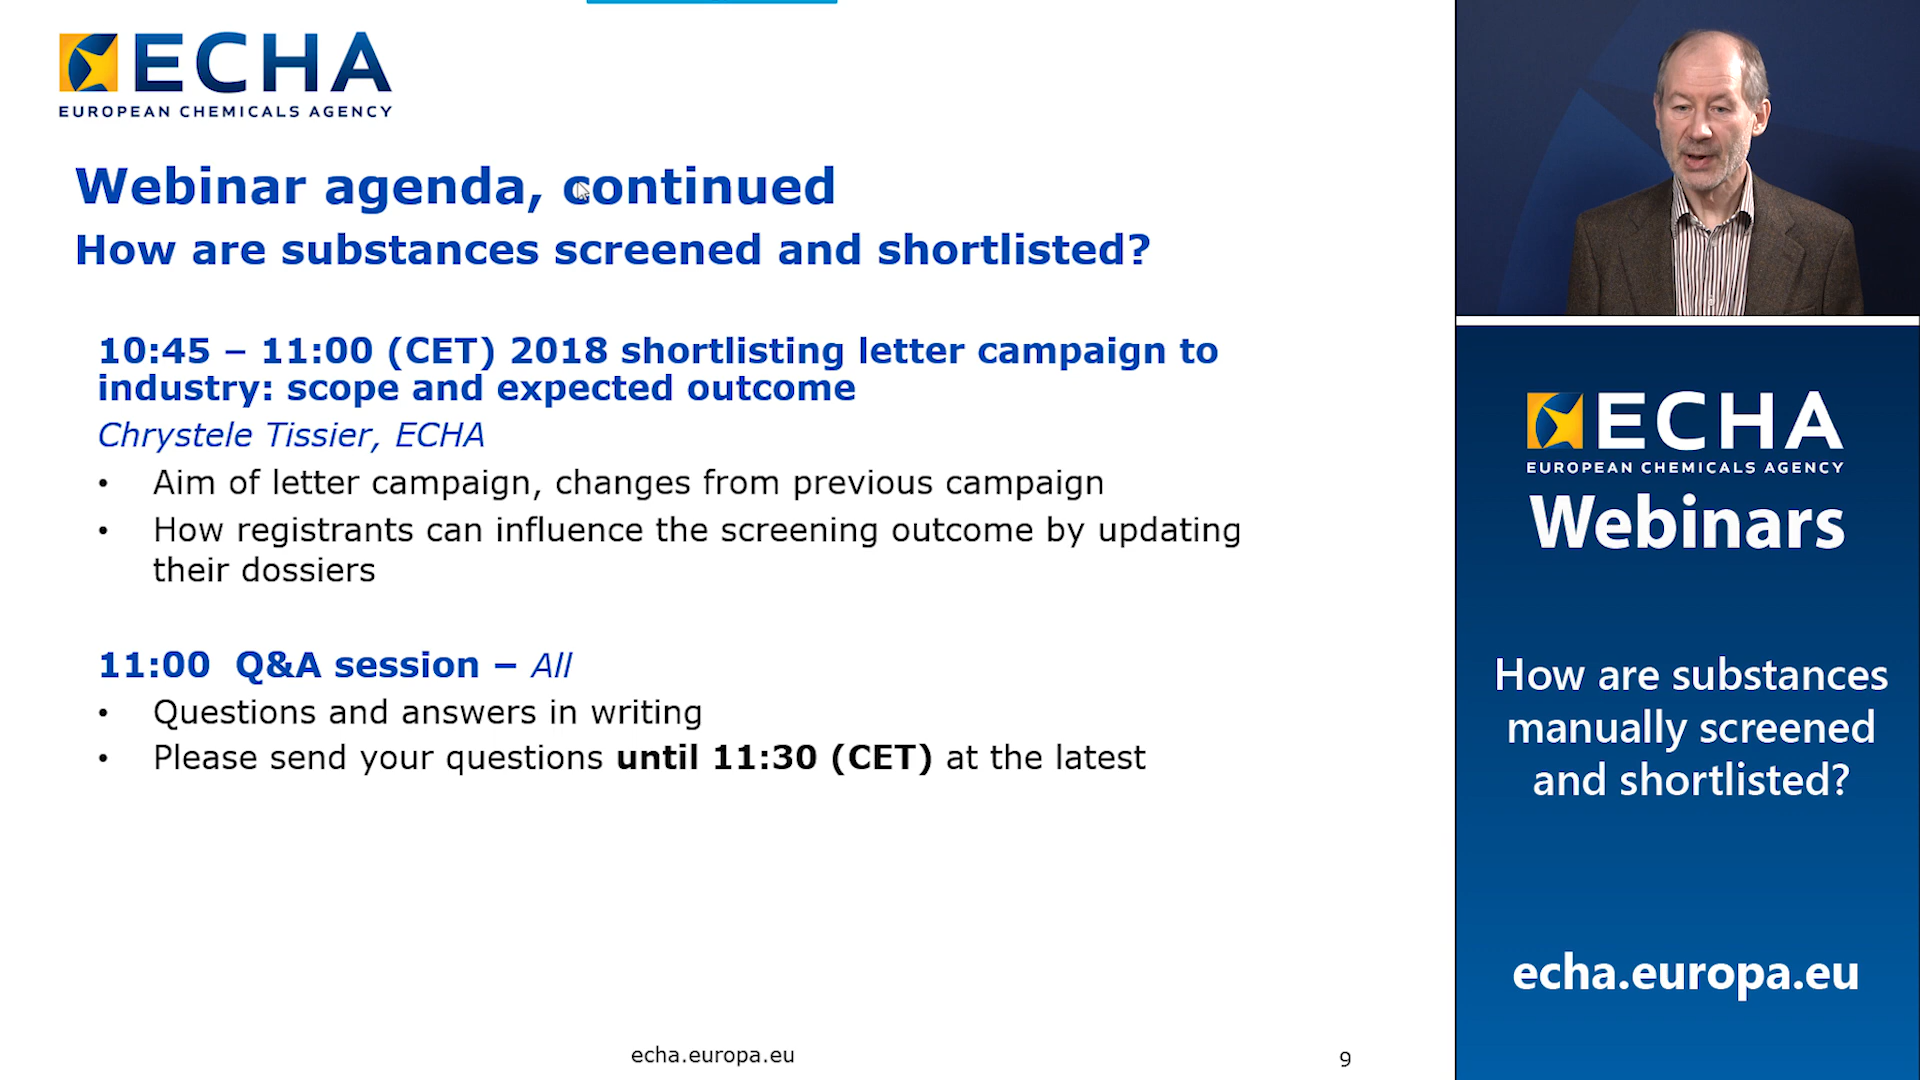 ECHA
EUROPEAN CHEMICALS AGENCY
Webinar agenda, continued
How are substances screened and shortlisted?
10:45 – 11:00 (CET) 2018 shortlisting letter campaign to
industry: scope and expected outcome
Chrystele Tissier, ECHA
• Aim of letter campaign, changes from previous campaign
• How registrants can influence the screening outcome by updating
their dossiers
11:00 Q&A session – All
• Questions and answers in writing
• Please send your questions until 11:30 (CET) at the latest
echa.europa.eu
9
ECHA
EUROPEAN CHEMICALS AGENCY
Webinars
How are substances
manually screened
and shortlisted?
echa.europa.eu